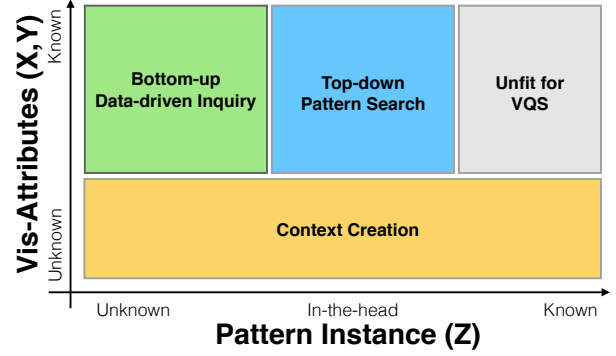 Vis-Attributes (X,Y)
Known
Unknown
Bottom-up
Data-driven Inquiry
Top-down
Pattern Search
Unfit for
VQS
Context Creation
Unknown
In-the-head
Known
Pattern Instance (Z)